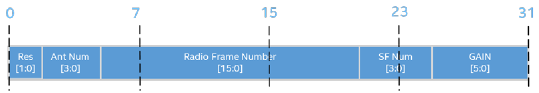 0 7 15 23 31
Res Ant Num Radio Frame Number SF Num GAIN
[1:0] [3:0] [15:0] [3:0] [5:0]